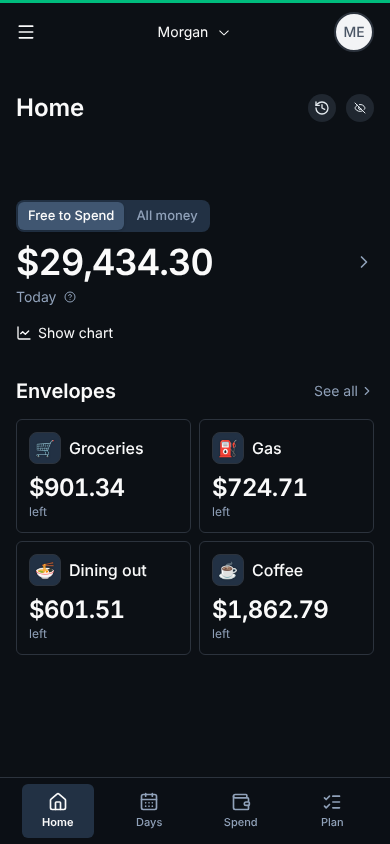 Morgan
ME
Home
Free to Spend
All money
$29,434.30
Today
Show chart
Envelopes
See all
Groceries
$901.34
left
Gas
$724.71
left
Dining out
$601.51
left
Coffee
$1,862.79
left
Home
Days
Spend
Plan